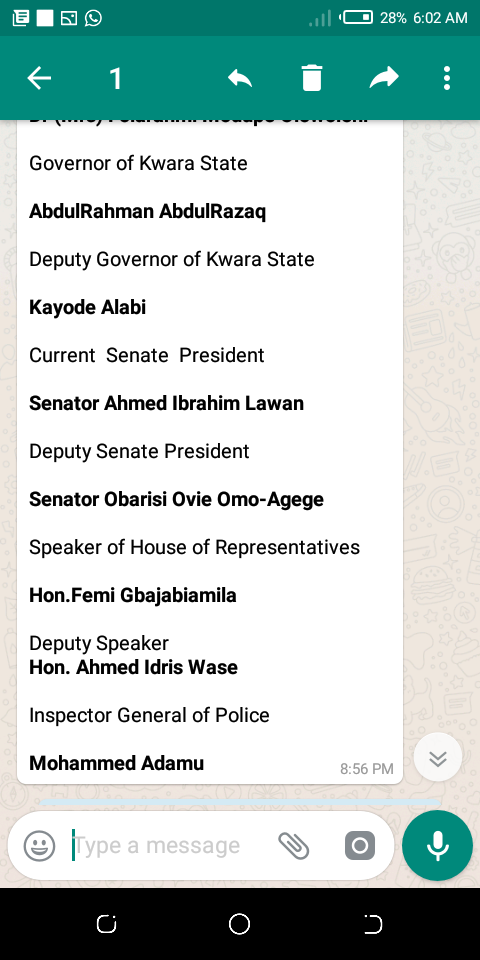 28% 6:02 AM
1
Governor of Kwara State
AbdulRahman AbdulRazaq
Deputy Governor of Kwara State
Kayode Alabi
Current Senate President
Senator Ahmed Ibrahim Lawan
Deputy Senate President
Senator Obarisi Ovie Omo-Agege
Speaker of House of Representatives
Hon.Femi Gbajabiamila
Deputy Speaker
Hon. Ahmed Idris Wase
Inspector General of Police
Mohammed Adamu
8:56 PM
Type a message